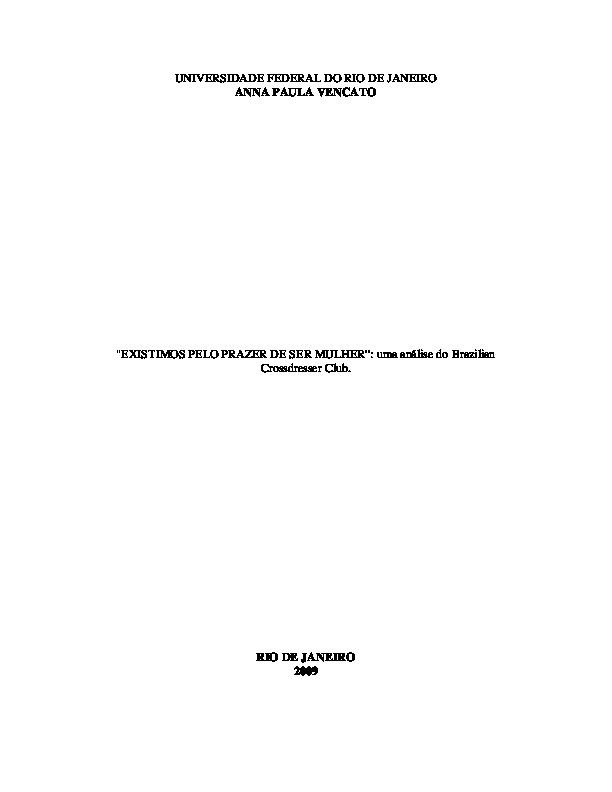 UNIVERSIDADE FEDERAL DO RIO DE JANEIRO
ANNA PAULA VENCATO
"EXISTIMOS PELO PRAZER DE SER MULHER": uma análise do Brazilian
Crossdresser Club.
RIO DE JANEIRO
2009